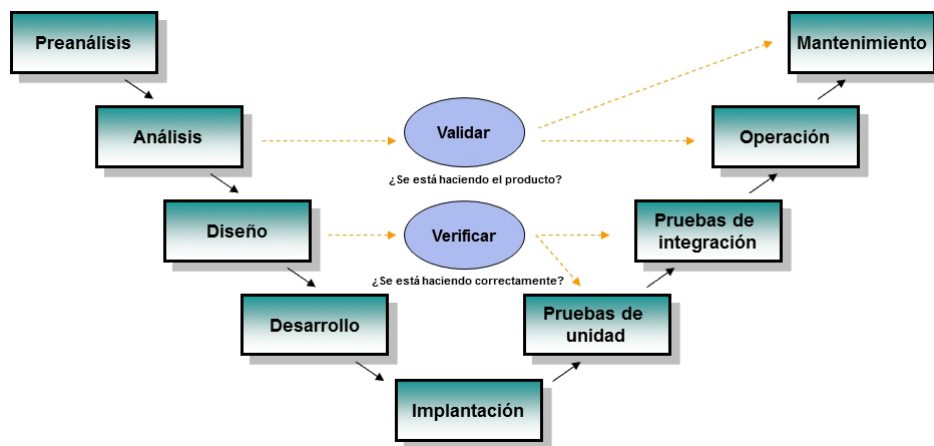 Preanálisis
Mantenimiento
Análisis
Validar
Operación
¿Se está haciendo el producto?
Diseño
Verificar
Pruebas de
integración
¿Se está haciendo correctamente?
Desarrollo
Pruebas de
unidad
Implantación